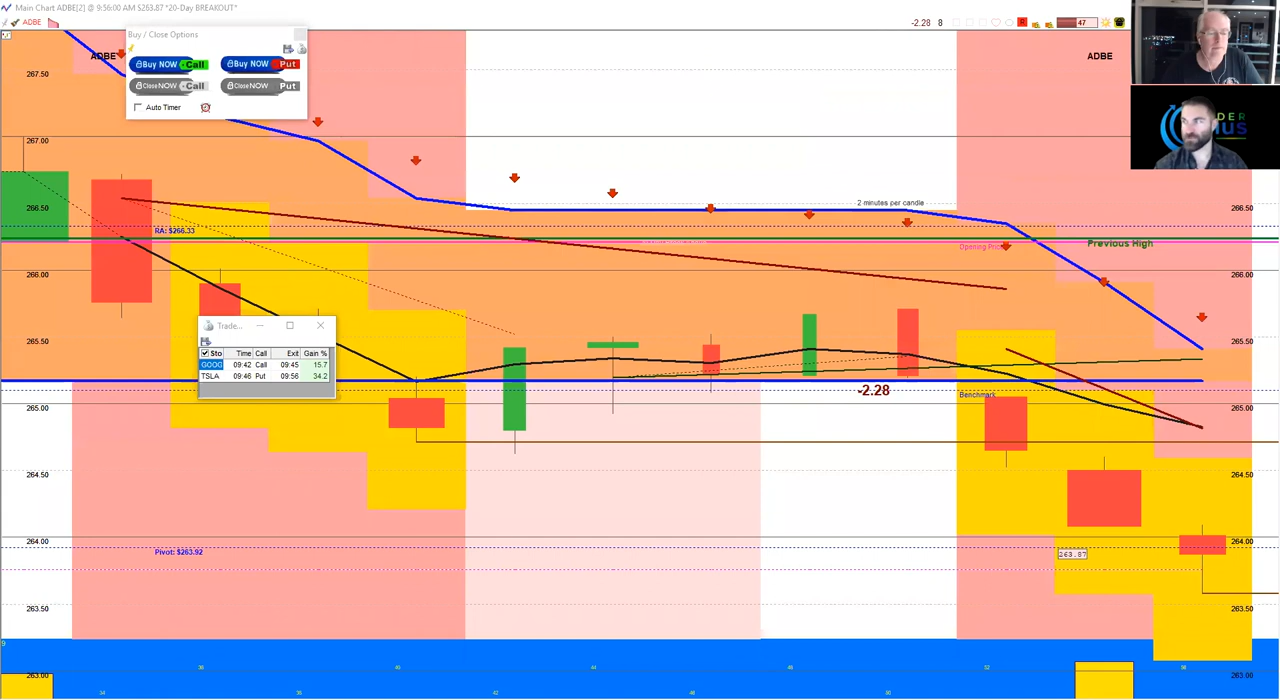 Main Chart ADBE[2] @ 9:56:00 AM $263.87 *20-Day BREAKOUT*
ADBE
-2.28 8
47
Buy / Close Options
Buy NOW Call
Buy NOW Put
Close NOW Call
Close NOW Put
Auto Timer
ADBE
ADBE
DER
US
267.50
267.50
267.00
267.00
2 minutes per candle
266.50
266.50
RA: $266.33
Opening Price
Previous High
266.00
266.00
Trade...
Sto Time Call Exit Gain %
GOOG 09:42 Call 09:45 15.7
TSLA 09:46 Put 09:56 34.2
265.50
265.50
-2.28
Benchmark
265.00
265.00
264.50
264.50
264.00
264.00
Pivot: $263.92
263.87
263.50
263.50
263.00
263.00